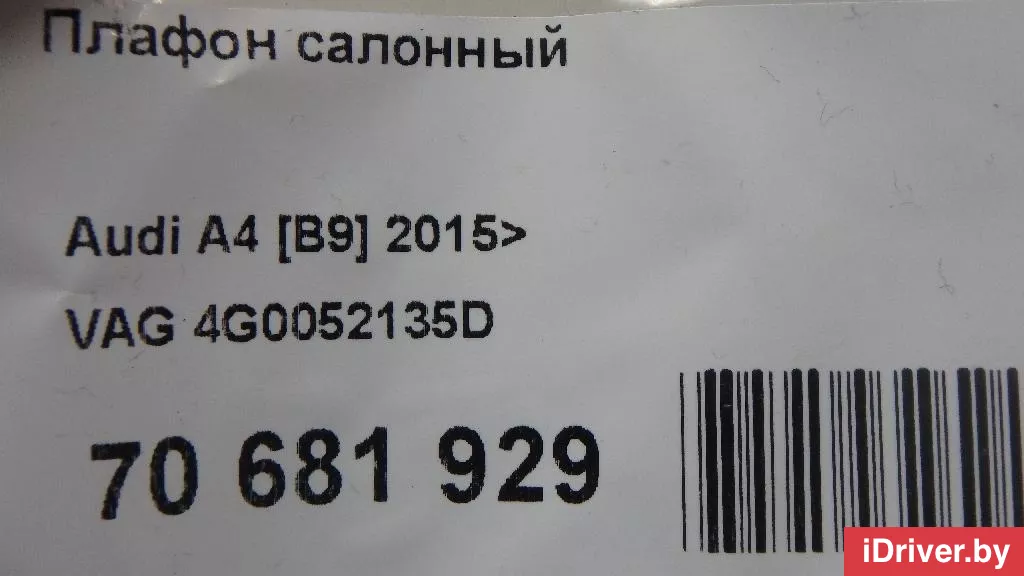 Плафон салонный
Audi A4 [B9] 2015>
VAG 4G0052135D
70 681 929
iDriver.by